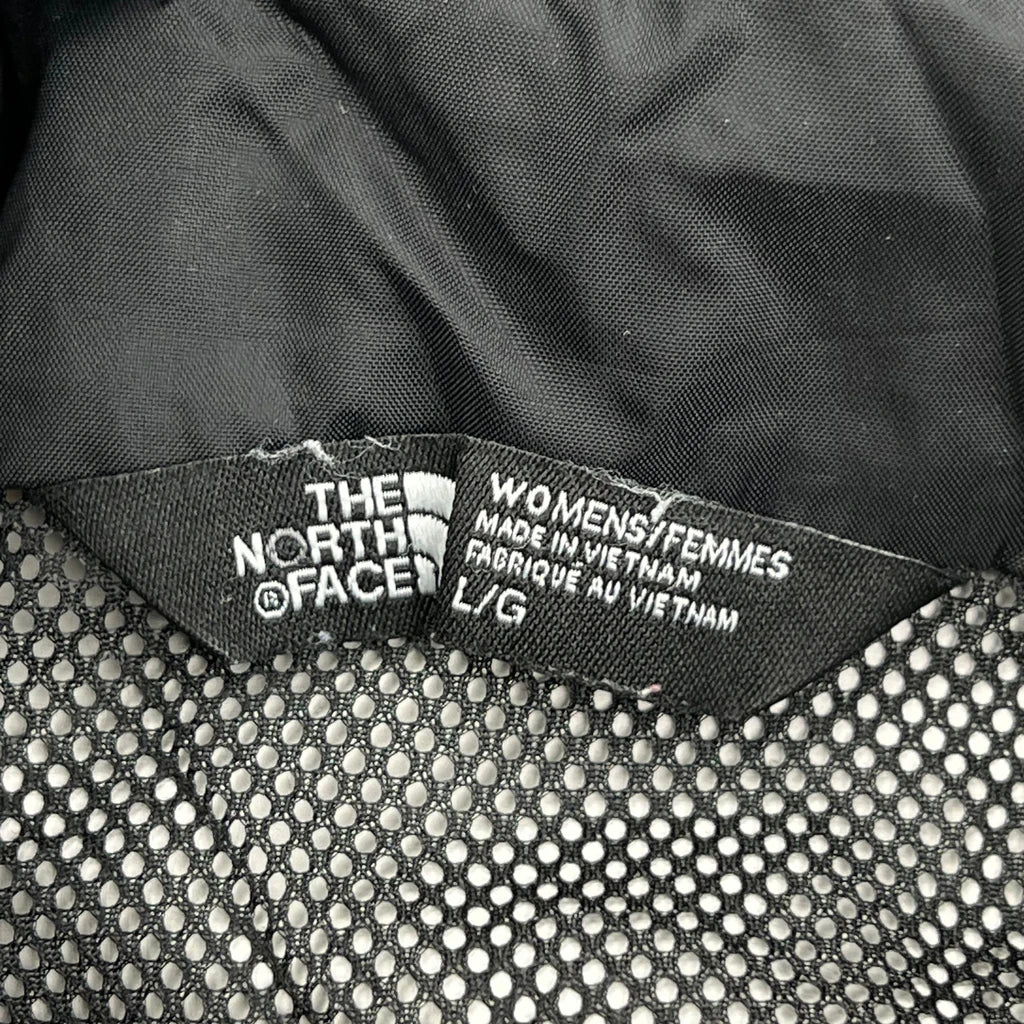 THE
NORTH
®FACE
WOMENS/FEMMES
MADE IN VIETNAM
FABRIQUÉ AU VIETNAM
L/G